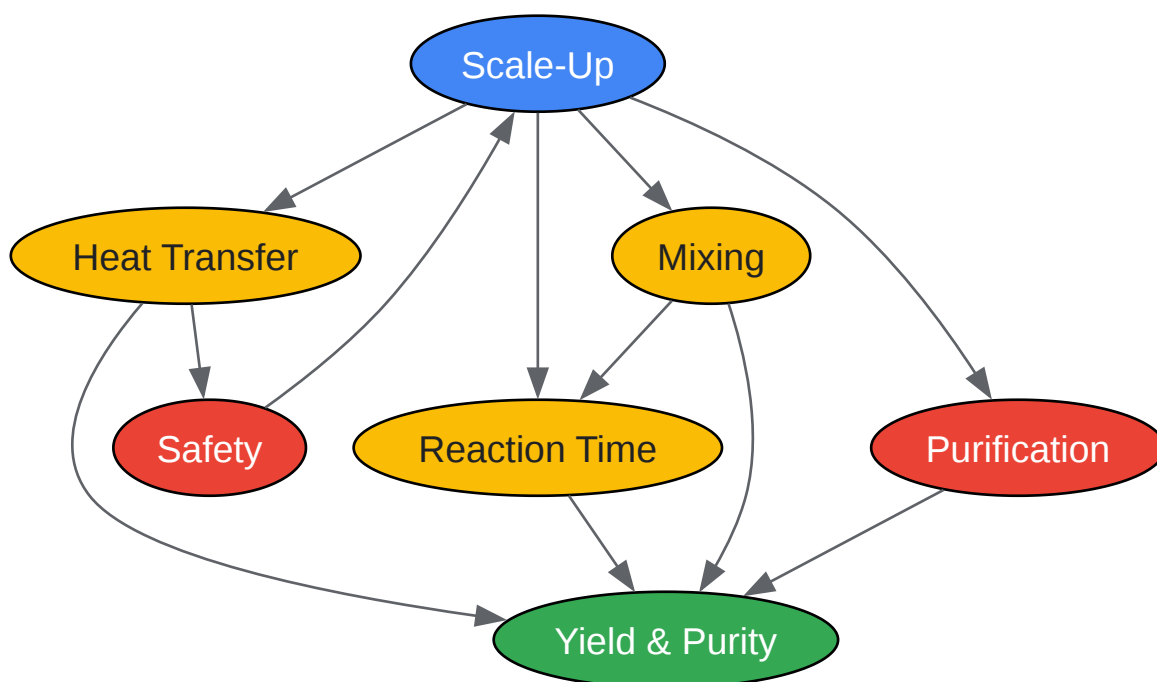 Scale-Up
Heat Transfer
Mixing
Safety
Reaction Time
Purification
Yield & Purity